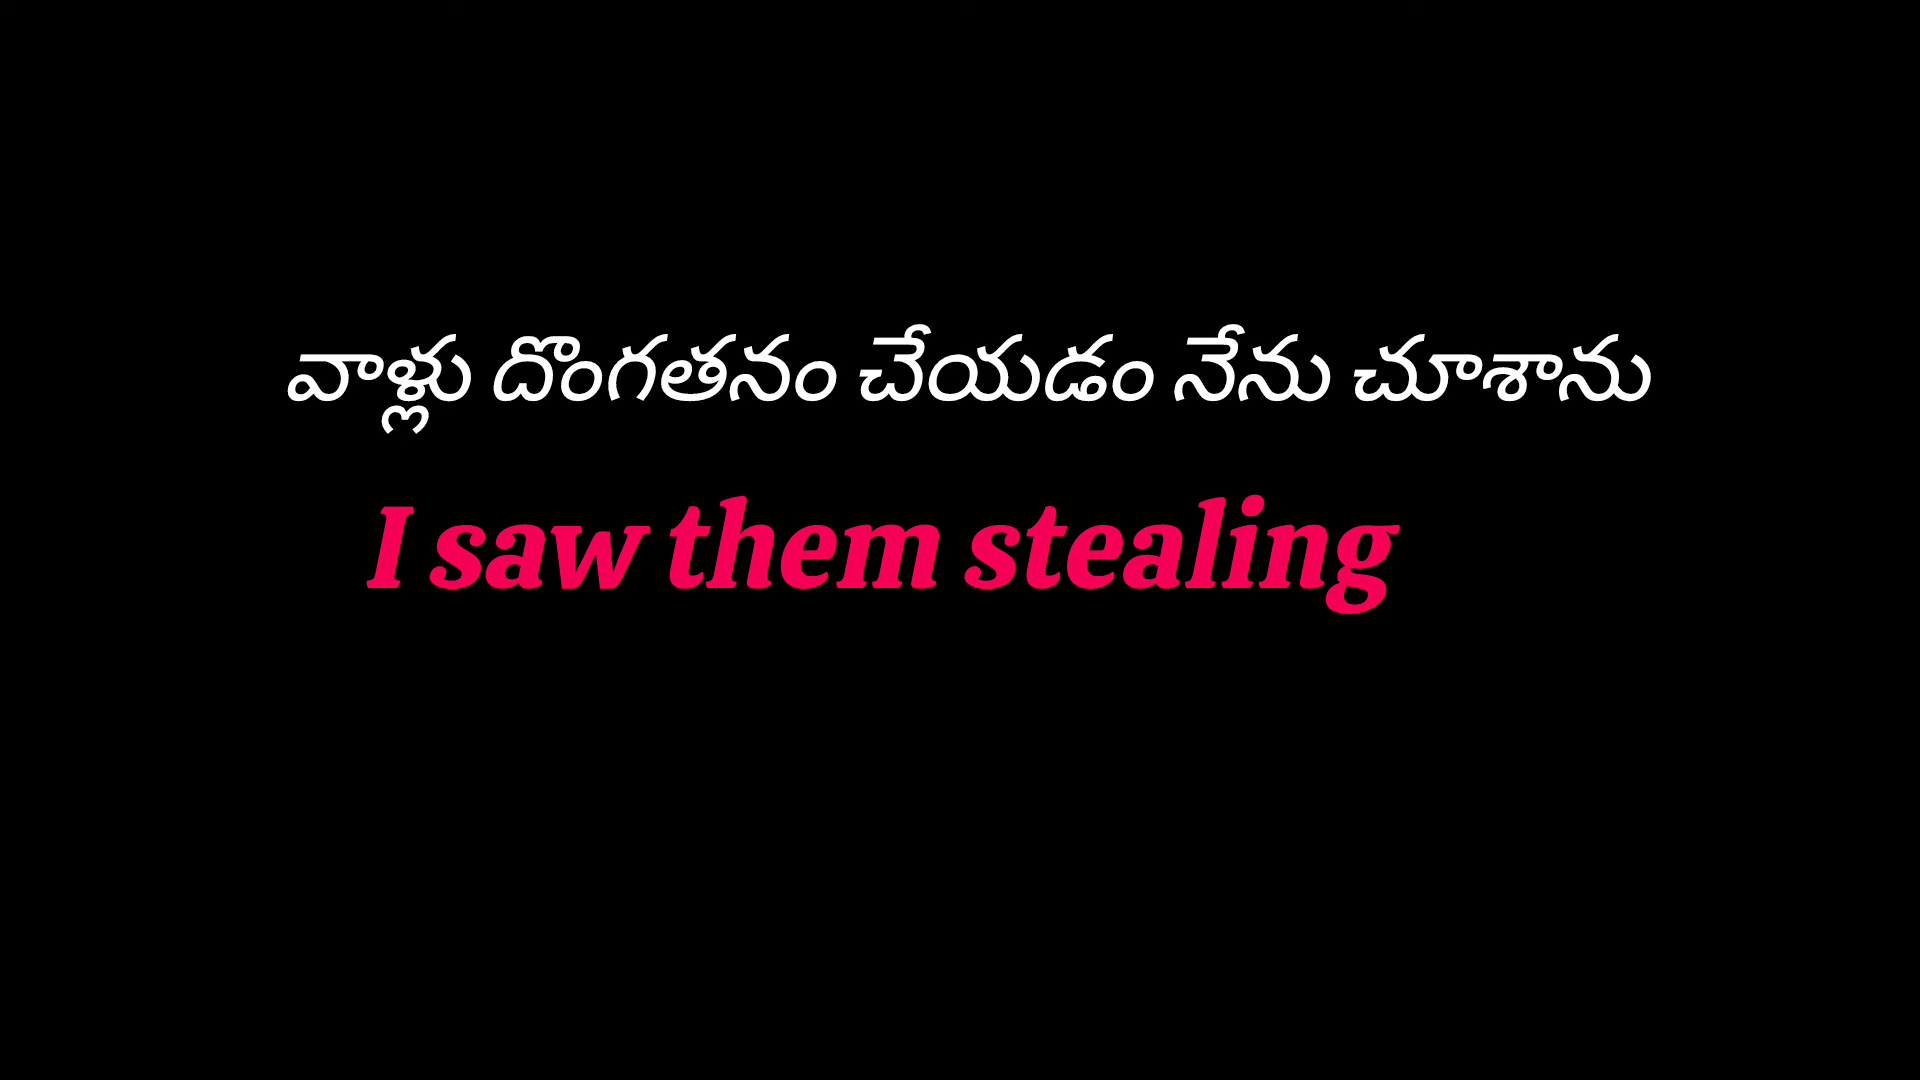 వాళ్లు దొంగతనం చేయడం నేను చూశాను
I saw them stealing